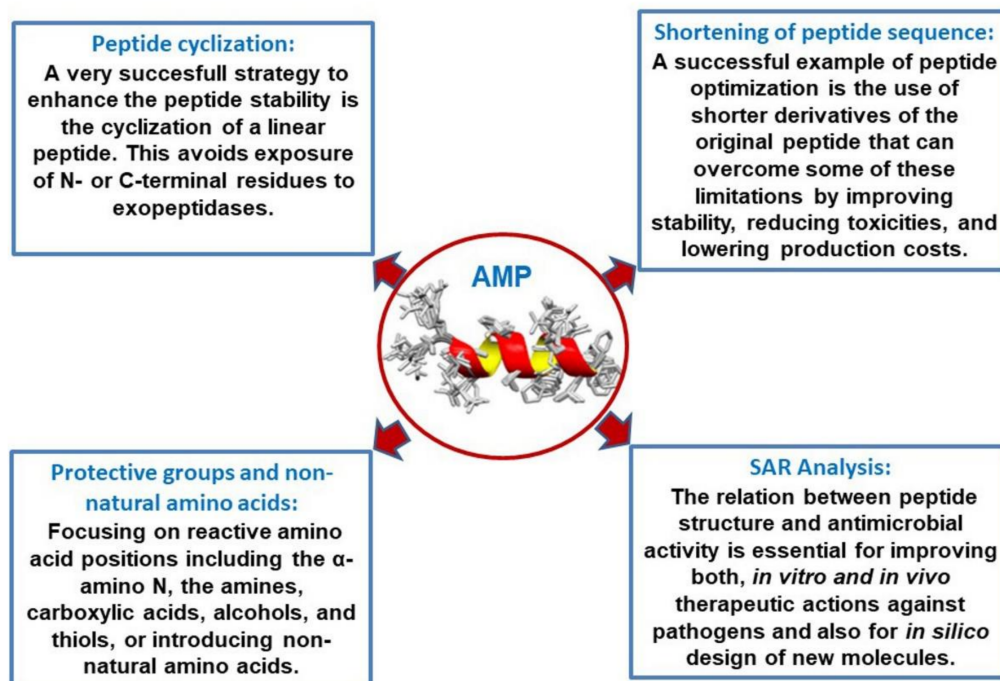 Peptide cyclization:
A very succesfull strategy to
enhance the peptide stability is
the cyclization of a linear
peptide. This avoids exposure
of N- or C-terminal residues to
exopeptidases.
Shortening of peptide sequence:
A successful example of peptide
optimization is the use of
shorter derivatives of the
original peptide that can
overcome some of these
limitations by improving
stability, reducing toxicities, and
lowering production costs.
AMP
Protective groups and non-
natural amino acids:
Focusing on reactive amino
acid positions including the α-
amino N, the amines,
carboxylic acids, alcohols, and
thiols, or introducing non-
natural amino acids.
SAR Analysis:
The relation between peptide
structure and antimicrobial
activity is essential for improving
both, in vitro and in vivo
therapeutic actions against
pathogens and also for in silico
design of new molecules.